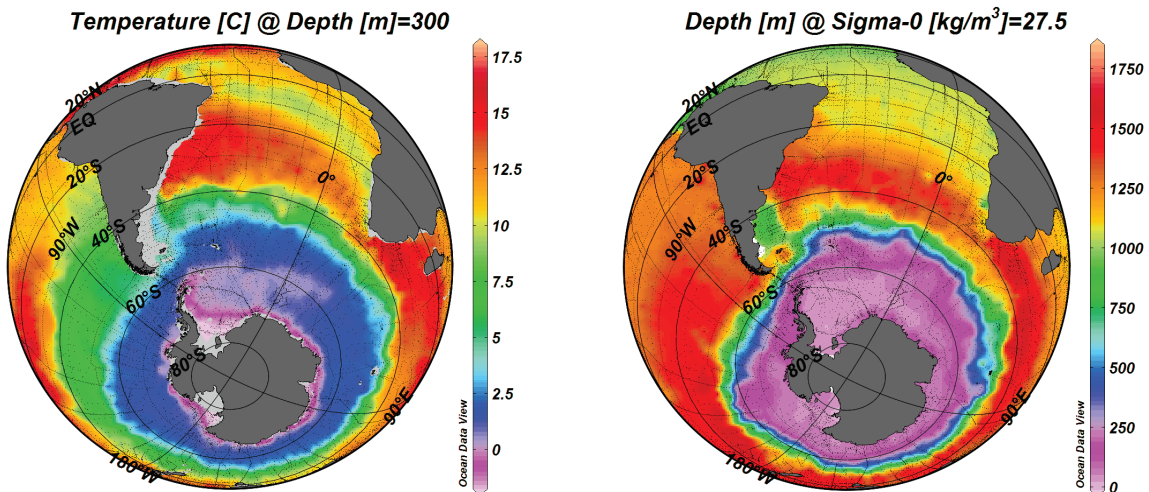 Temperature [C] @ Depth [m]=300
20°N
EQ
20°S
40°S
60°S
80°S
90°W
0°
90°E
180°W
17.5
15
12.5
10
7.5
5
2.5
0
Ocean Data View
Depth [m] @ Sigma-0 [kg/m³]=27.5
20°N
EQ
20°S
40°S
60°S
80°S
90°W
0°
90°E
180°W
1750
1500
1250
1000
750
500
250
0
Ocean Data View